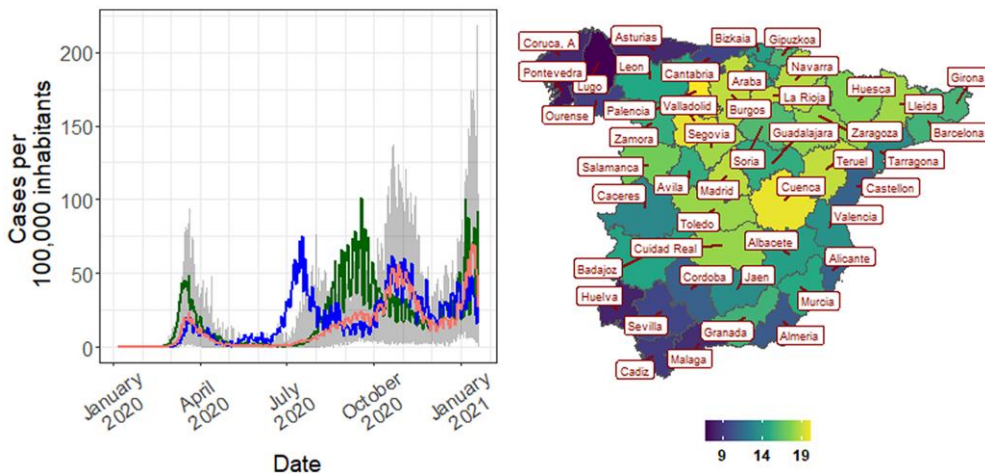 Cases per
100,000 inhabitants
200
150
100
50
0
January
2020
April
2020
July
2020
October
2020
January
2021
Date
Coruca, A
Asturias
Bizkaia
Gipuzkoa
Pontevedra
Lugo
Leon
Cantabria
Araba
Navarra
Huesca
Girona
Ourense
Palencia
Valladolid
Burgos
La Rioja
Lleida
Zamora
Segovia
Guadalajara
Zaragoza
Barcelona
Salamanca
Soria
Teruel
Tarragona
Caceres
Avila
Madrid
Cuenca
Castellon
Toledo
Valencia
Cuidad Real
Albacete
Alicante
Badajoz
Cordoba
Jaen
Huelva
Murcia
Sevilla
Granada
Almeria
Cadiz
Malaga
9 14 19